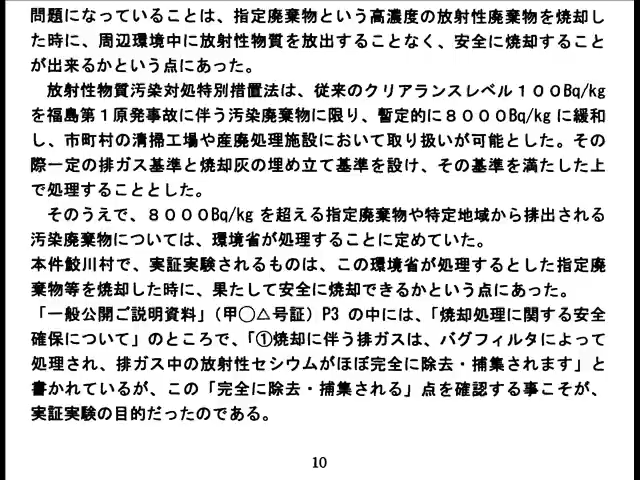 問題になっていることは、指定廃棄物という高濃度の放射性廃棄物を焼却し
た時に、周辺環境中に放射性物質を放出することなく、安全に焼却すること
が出来るかという点にあった。
　放射性物質汚染対処特別措置法は、従来のクリアランスレベル１００Bq/kg
を福島第１原発事故に伴う汚染廃棄物に限り、暫定的に８０００Bq/kg に緩和
し、市町村の清掃工場や産廃処理施設において取り扱いが可能とした。その
際一定の排ガス基準と焼却灰の埋め立て基準を設け、その基準を満たした上
で処理することとした。
　そのうえで、８０００Bq/kg を超える指定廃棄物や特定地域から排出される
汚染廃棄物については、環境省が処理することに定めていた。
本件鮫川村で、実証実験されるものは、この環境省が処理するとした指定廃
棄物等を焼却した時に、果たして安全に焼却できるかという点にあった。
「一般公開ご説明資料」（甲〇△号証）P3 の中には、「焼却処理に関する安全
確保について」のところで、「①焼却に伴う排ガスは、バグフィルタによって
処理され、排ガス中の放射性セシウムがほぼ完全に除去・捕集されます」と
書かれているが、この「完全に除去・捕集される」点を確認する事こそが、
実証実験の目的だったのである。
10